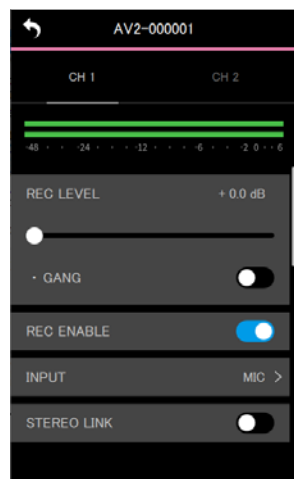 AV2-000001
CH 1 CH 2
-48 · · -24 · · · -12 · · · -6 · · -2 0 · · 6
REC LEVEL + 0.0 dB
・GANG
REC ENABLE
INPUT MIC >
STEREO LINK